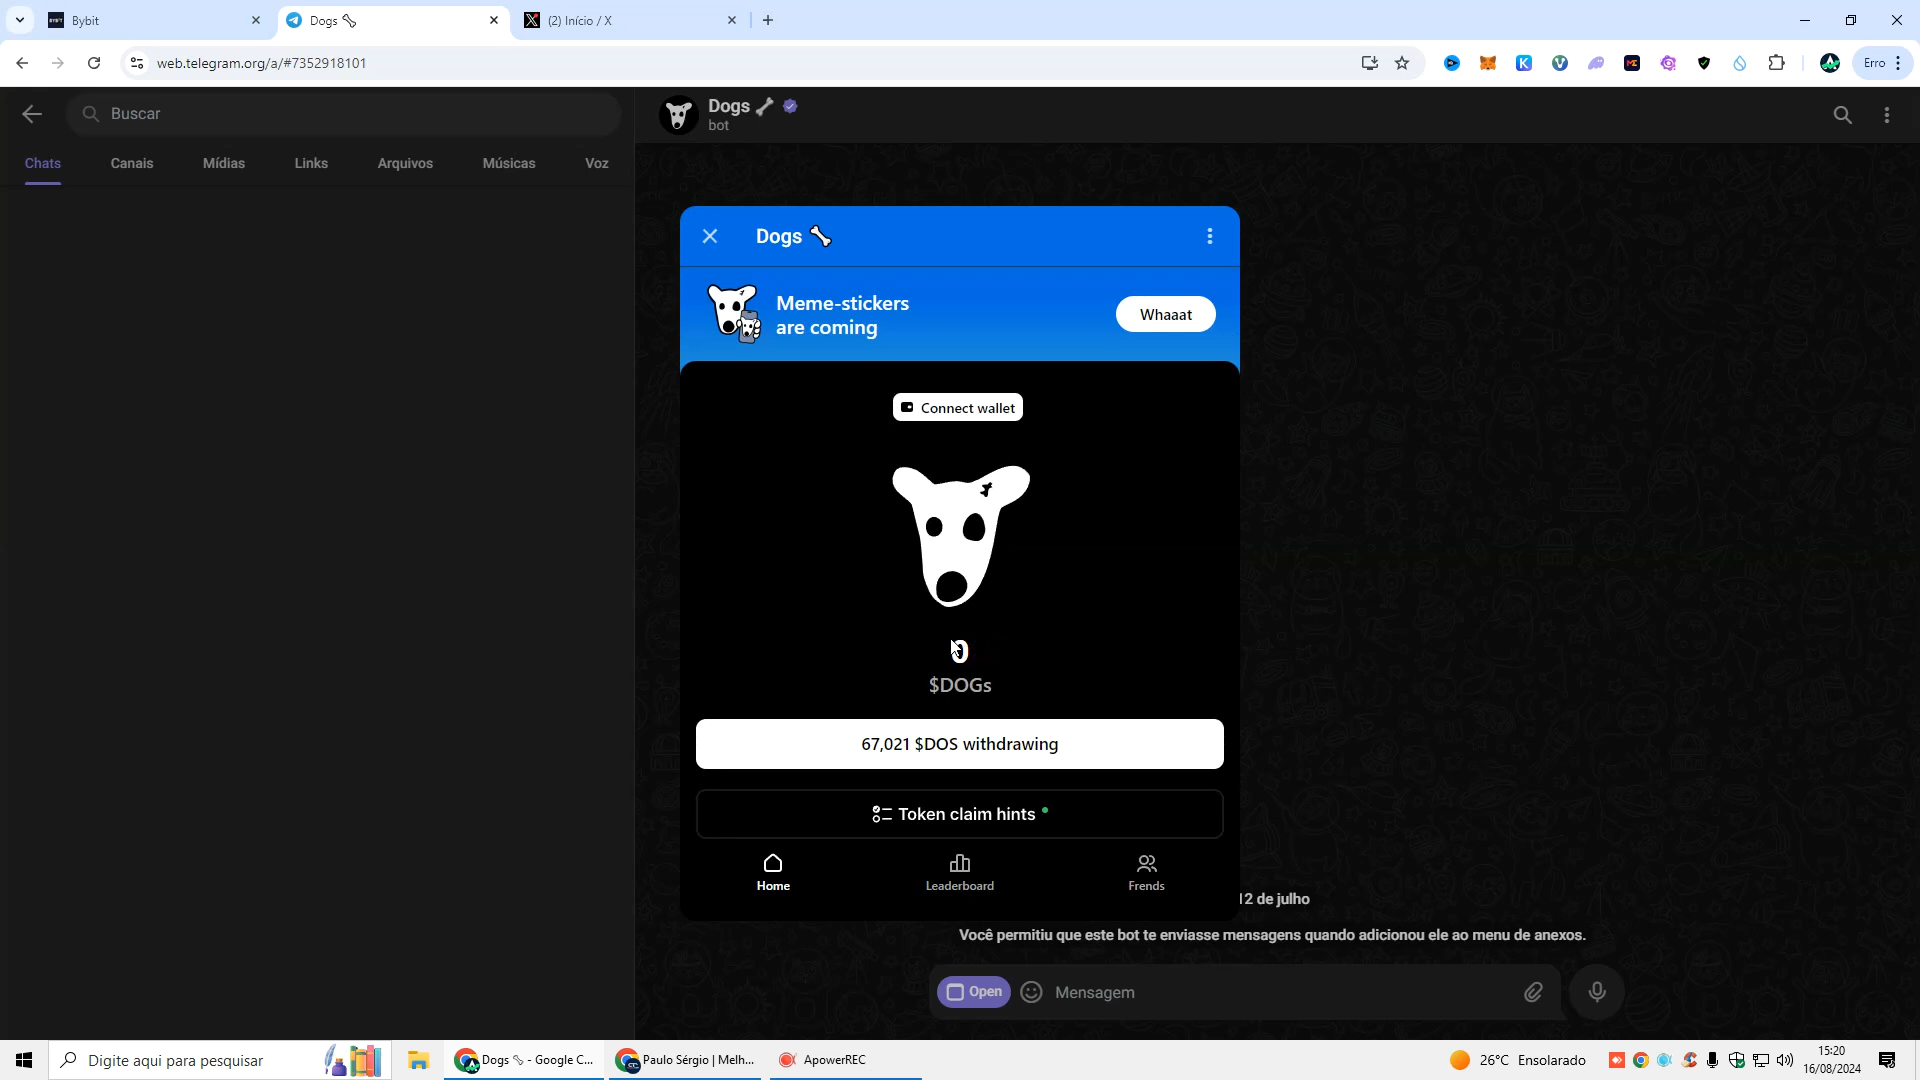 Bybit
Dogs 🦴
(2) Início / X
web.telegram.org/a/#7352918101
Erro
Buscar
Chats
Canais
Mídias
Links
Arquivos
Músicas
Voz
Dogs 🦴
bot
Dogs 🦴
Meme-stickers
are coming
Whaaat
Connect wallet
0
$DOGs
67,021 $DOS withdrawing
Token claim hints
Home
Leaderboard
Frends
12 de julho
Você permitiu que este bot te enviasse mensagens quando adicionou ele ao menu de anexos.
Open
Mensagem
Digite aqui para pesquisar
Dogs 🦴 - Google C...
Paulo Sérgio | Melh...
ApowerREC
26°C Ensolarado
15:20
16/08/2024